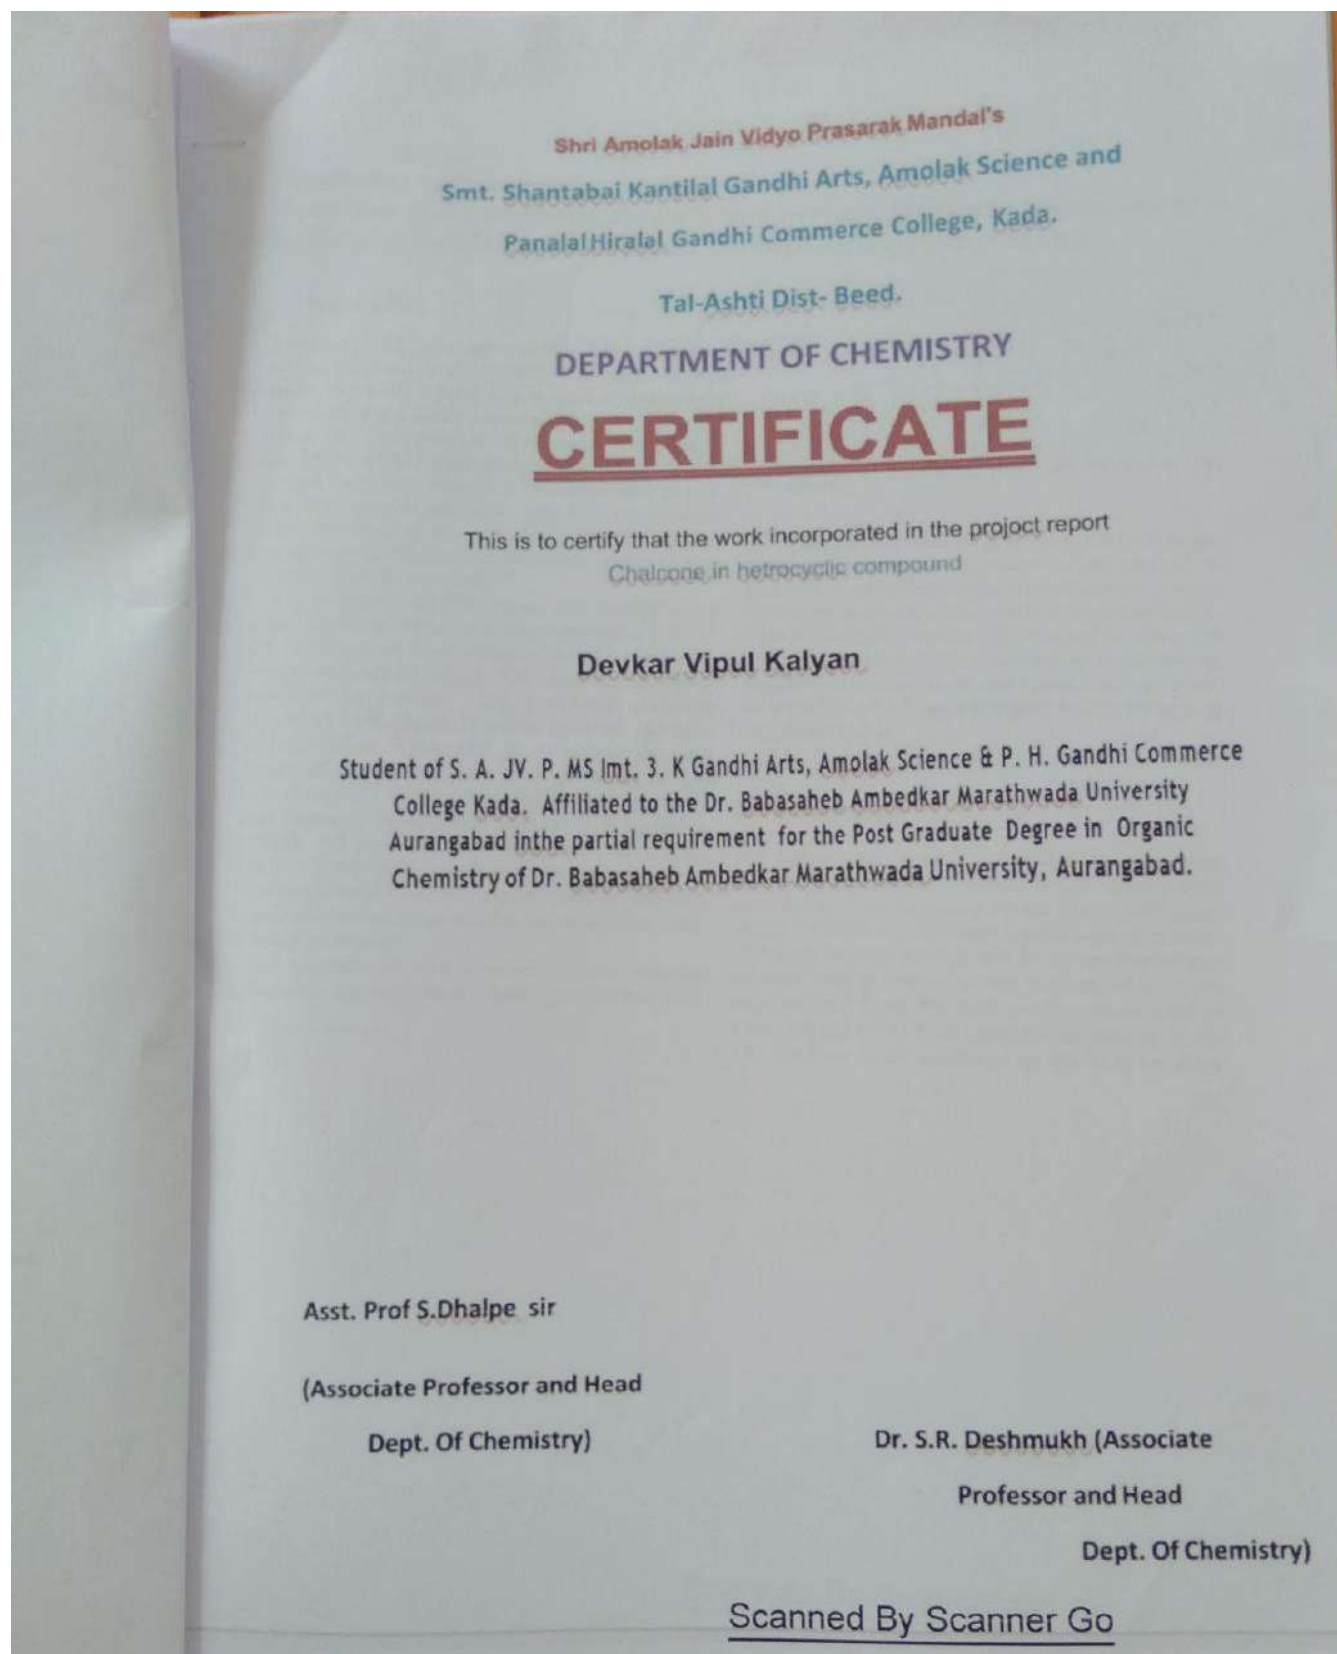 Shri Amolak Jain Vidyo Prasarak Mandal's
Smt. Shantabai Kantilal Gandhi Arts, Amolak Science and
Panalal Hiralal Gandhi Commerce College, Kada.
Tal-Ashti Dist- Beed.
DEPARTMENT OF CHEMISTRY
CERTIFICATE
This is to certify that the work incorporated in the projoct report
Chalcone in hetrocyclic compound
Devkar Vipul Kalyan
Student of S. A. JV. P. MS Imt. 3. K Gandhi Arts, Amolak Science & P. H. Gandhi Commerce
College Kada. Affiliated to the Dr. Babasaheb Ambedkar Marathwada University
Aurangabad inthe partial requirement for the Post Graduate Degree in Organic
Chemistry of Dr. Babasaheb Ambedkar Marathwada University, Aurangabad.
Asst. Prof S.Dhalpe sir
(Associate Professor and Head
Dept. Of Chemistry)
Dr. S.R. Deshmukh (Associate
Professor and Head
Dept. Of Chemistry)
Scanned By Scanner Go